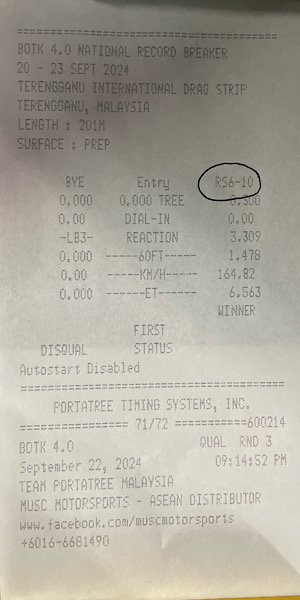 BOTK 4.0 NATIONAL RECORD BREAKER
20 - 23 SEPT 2024
TERENGGANU INTERNATIONAL DRAG STRIP
TERENGGANU, MALAYSIA
LENGTH : 201M
SURFACE : PREP
BYE Entry RS6-10
0.000 0.000 TREE 0.500
0.00 DIAL-IN 0.00
-LB3- REACTION 3.309
0.000 -----60FT----- 1.478
0.00 -----KM/H----- 164.82
0.000 ------ET------ 6.563
WINNER
FIRST
DISQUAL STATUS
Autostart Disabled
PORTATREE TIMING SYSTEMS, INC.
================ 71/72 ===========600214
BOTK 4.0 QUAL RND 3
September 22, 2024 09:14:52 PM
TEAM PORTATREE MALAYSIA
MUSC MOTORSPORTS - ASEAN DISTRIBUTOR
www.facebook.com/muscmotorsports
+6016-6681490